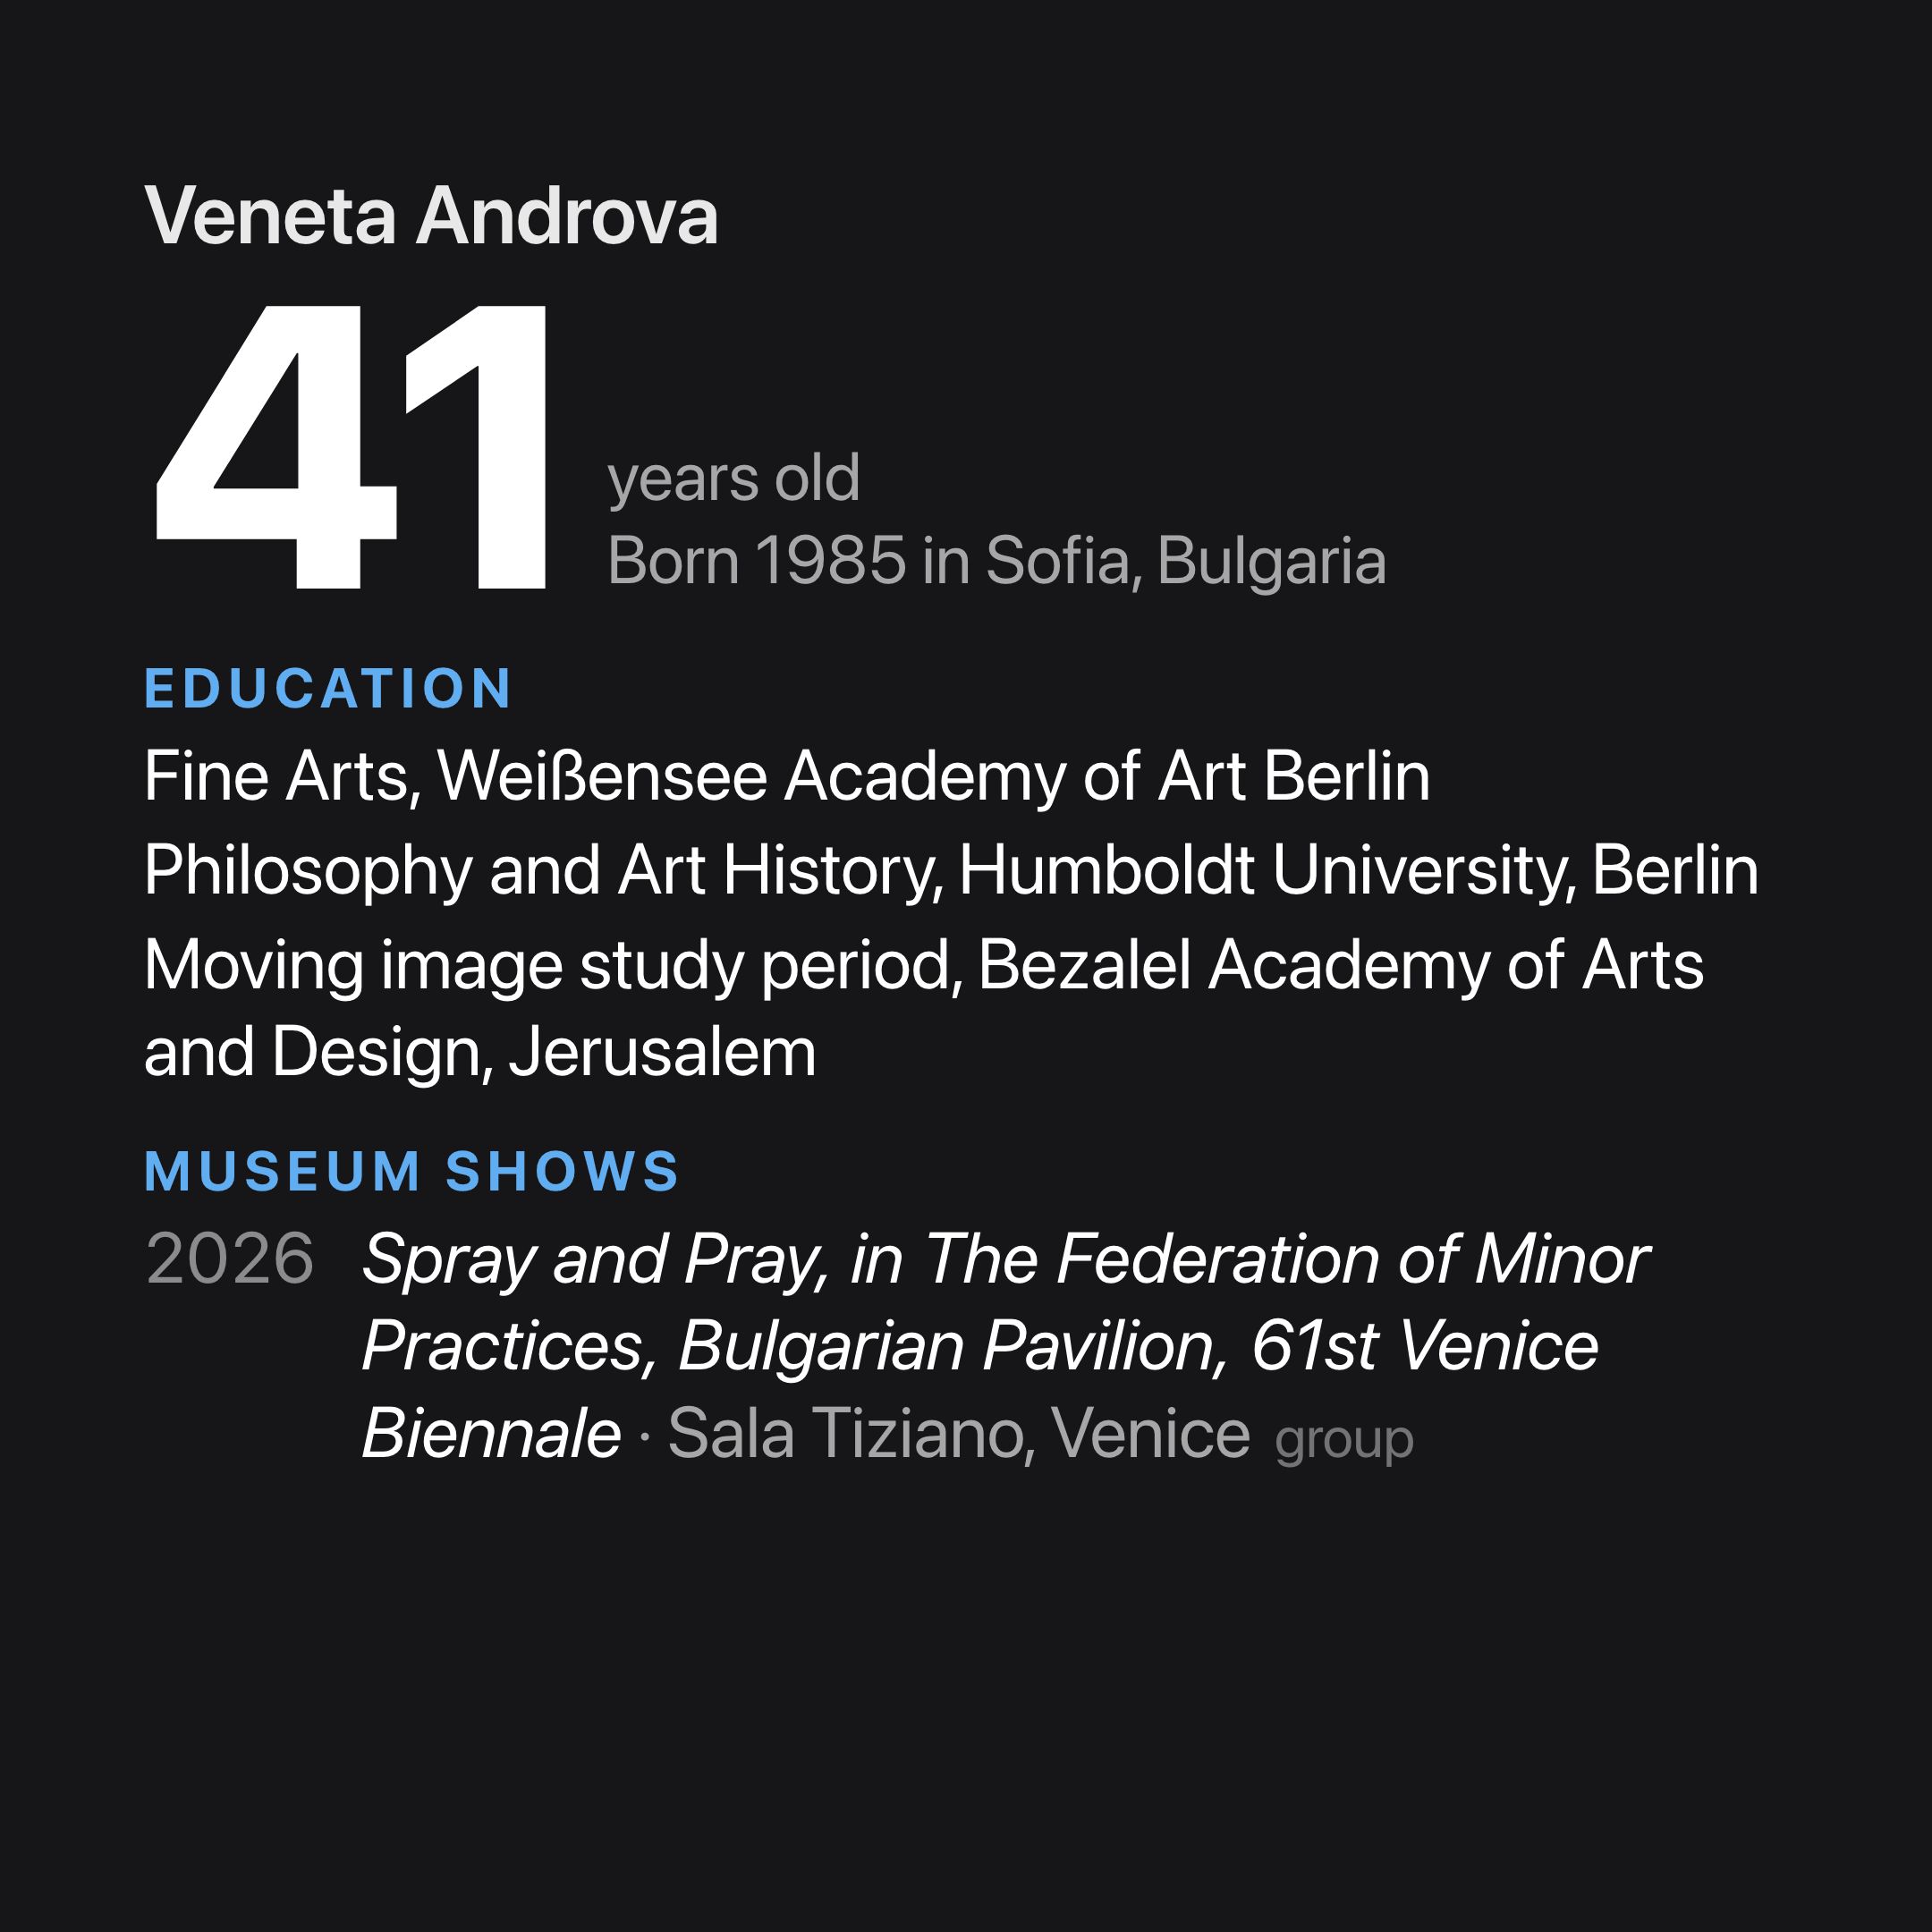 Veneta Androva
41
years old
Born 1985 in Sofia, Bulgaria
EDUCATION
Fine Arts, Weißensee Academy of Art Berlin
Philosophy and Art History, Humboldt University, Berlin
Moving image study period, Bezalel Academy of Arts
and Design, Jerusalem
MUSEUM SHOWS
2026 Spray and Pray, in The Federation of Minor
Practices, Bulgarian Pavilion, 61st Venice
Biennale · Sala Tiziano, Venice group